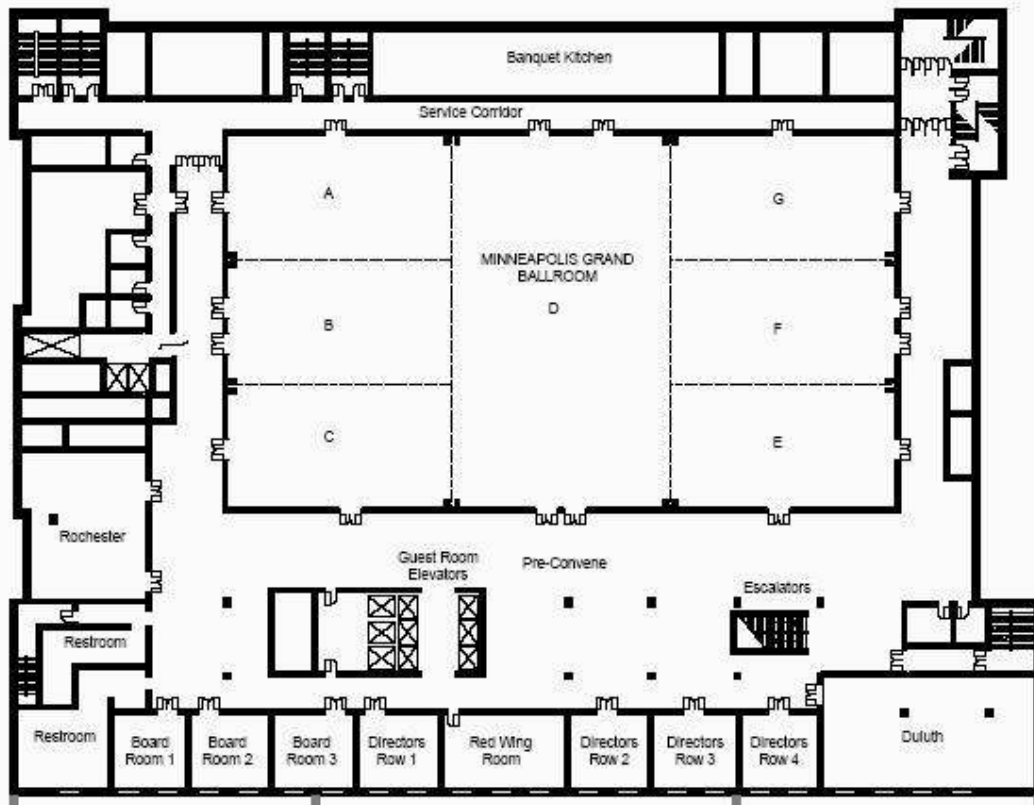 Banquet Kitchen
Service Corridor
A
G
MINNEAPOLIS GRAND
BALLROOM
D
B
F
C
E
Rochester
Guest Room
Elevators
Pre-Convene
Escalators
Restroom
Restroom
Board
Room 1
Board
Room 2
Board
Room 3
Directors
Row 1
Red Wing
Room
Directors
Row 2
Directors
Row 3
Directors
Row 4
Duluth